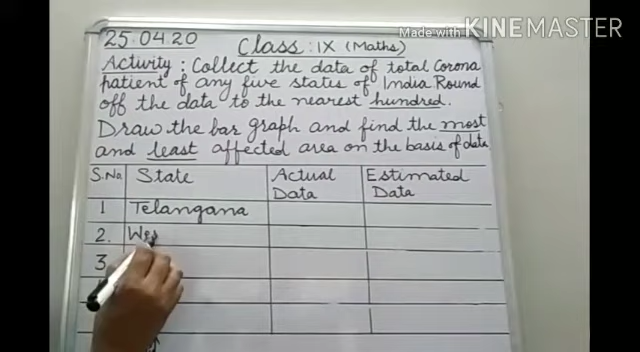 25.04.20
Class: IX (Maths)
Made with KINEMASTER
Activity: Collect the data of total Corona
patient of any five states of India Round
off the data to the nearest hundred.
Draw the bar graph and find the most
and least affected area on the basis of data
S.No State Actual Data Estimated Data
1 Telangana
2. Wes
3